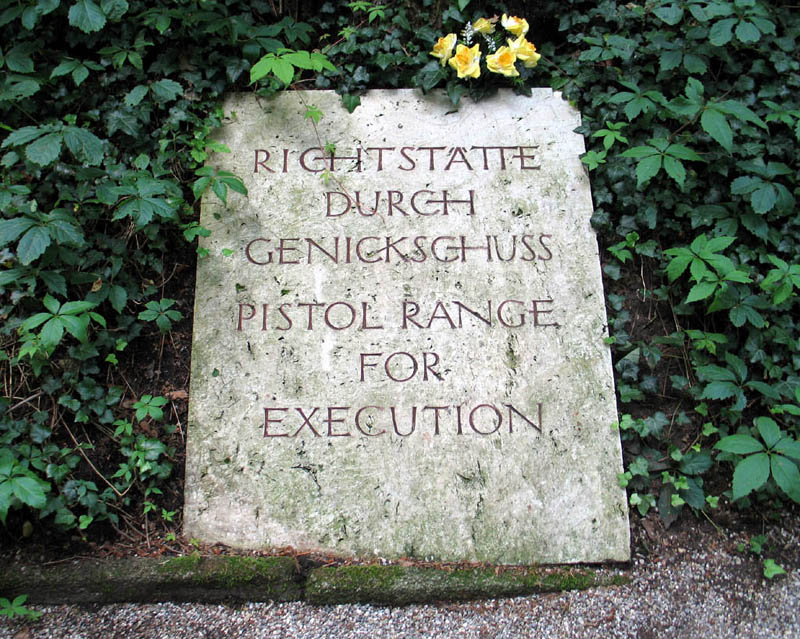 RICHTSTÄTTE
DURCH
GENICKSCHUSS
PISTOL RANGE
FOR
EXECUTION